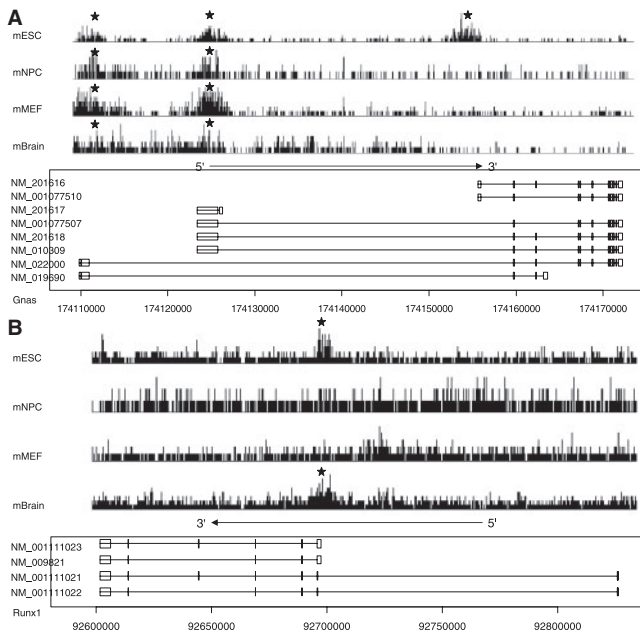 A
mESC
mNPC
mMEF
mBrain
5' 3'
NM_201616
NM_001077510
NM_201617
NM_001077507
NM_201618
NM_010309
NM_022000
NM_019690
Gnas
174110000 174120000 174130000 174140000 174150000 174160000 174170000
B
mESC
mNPC
mMEF
mBrain
3' 5'
NM_001111023
NM_009821
NM_001111021
NM_001111022
Runx1
92600000 92650000 92700000 92750000 92800000